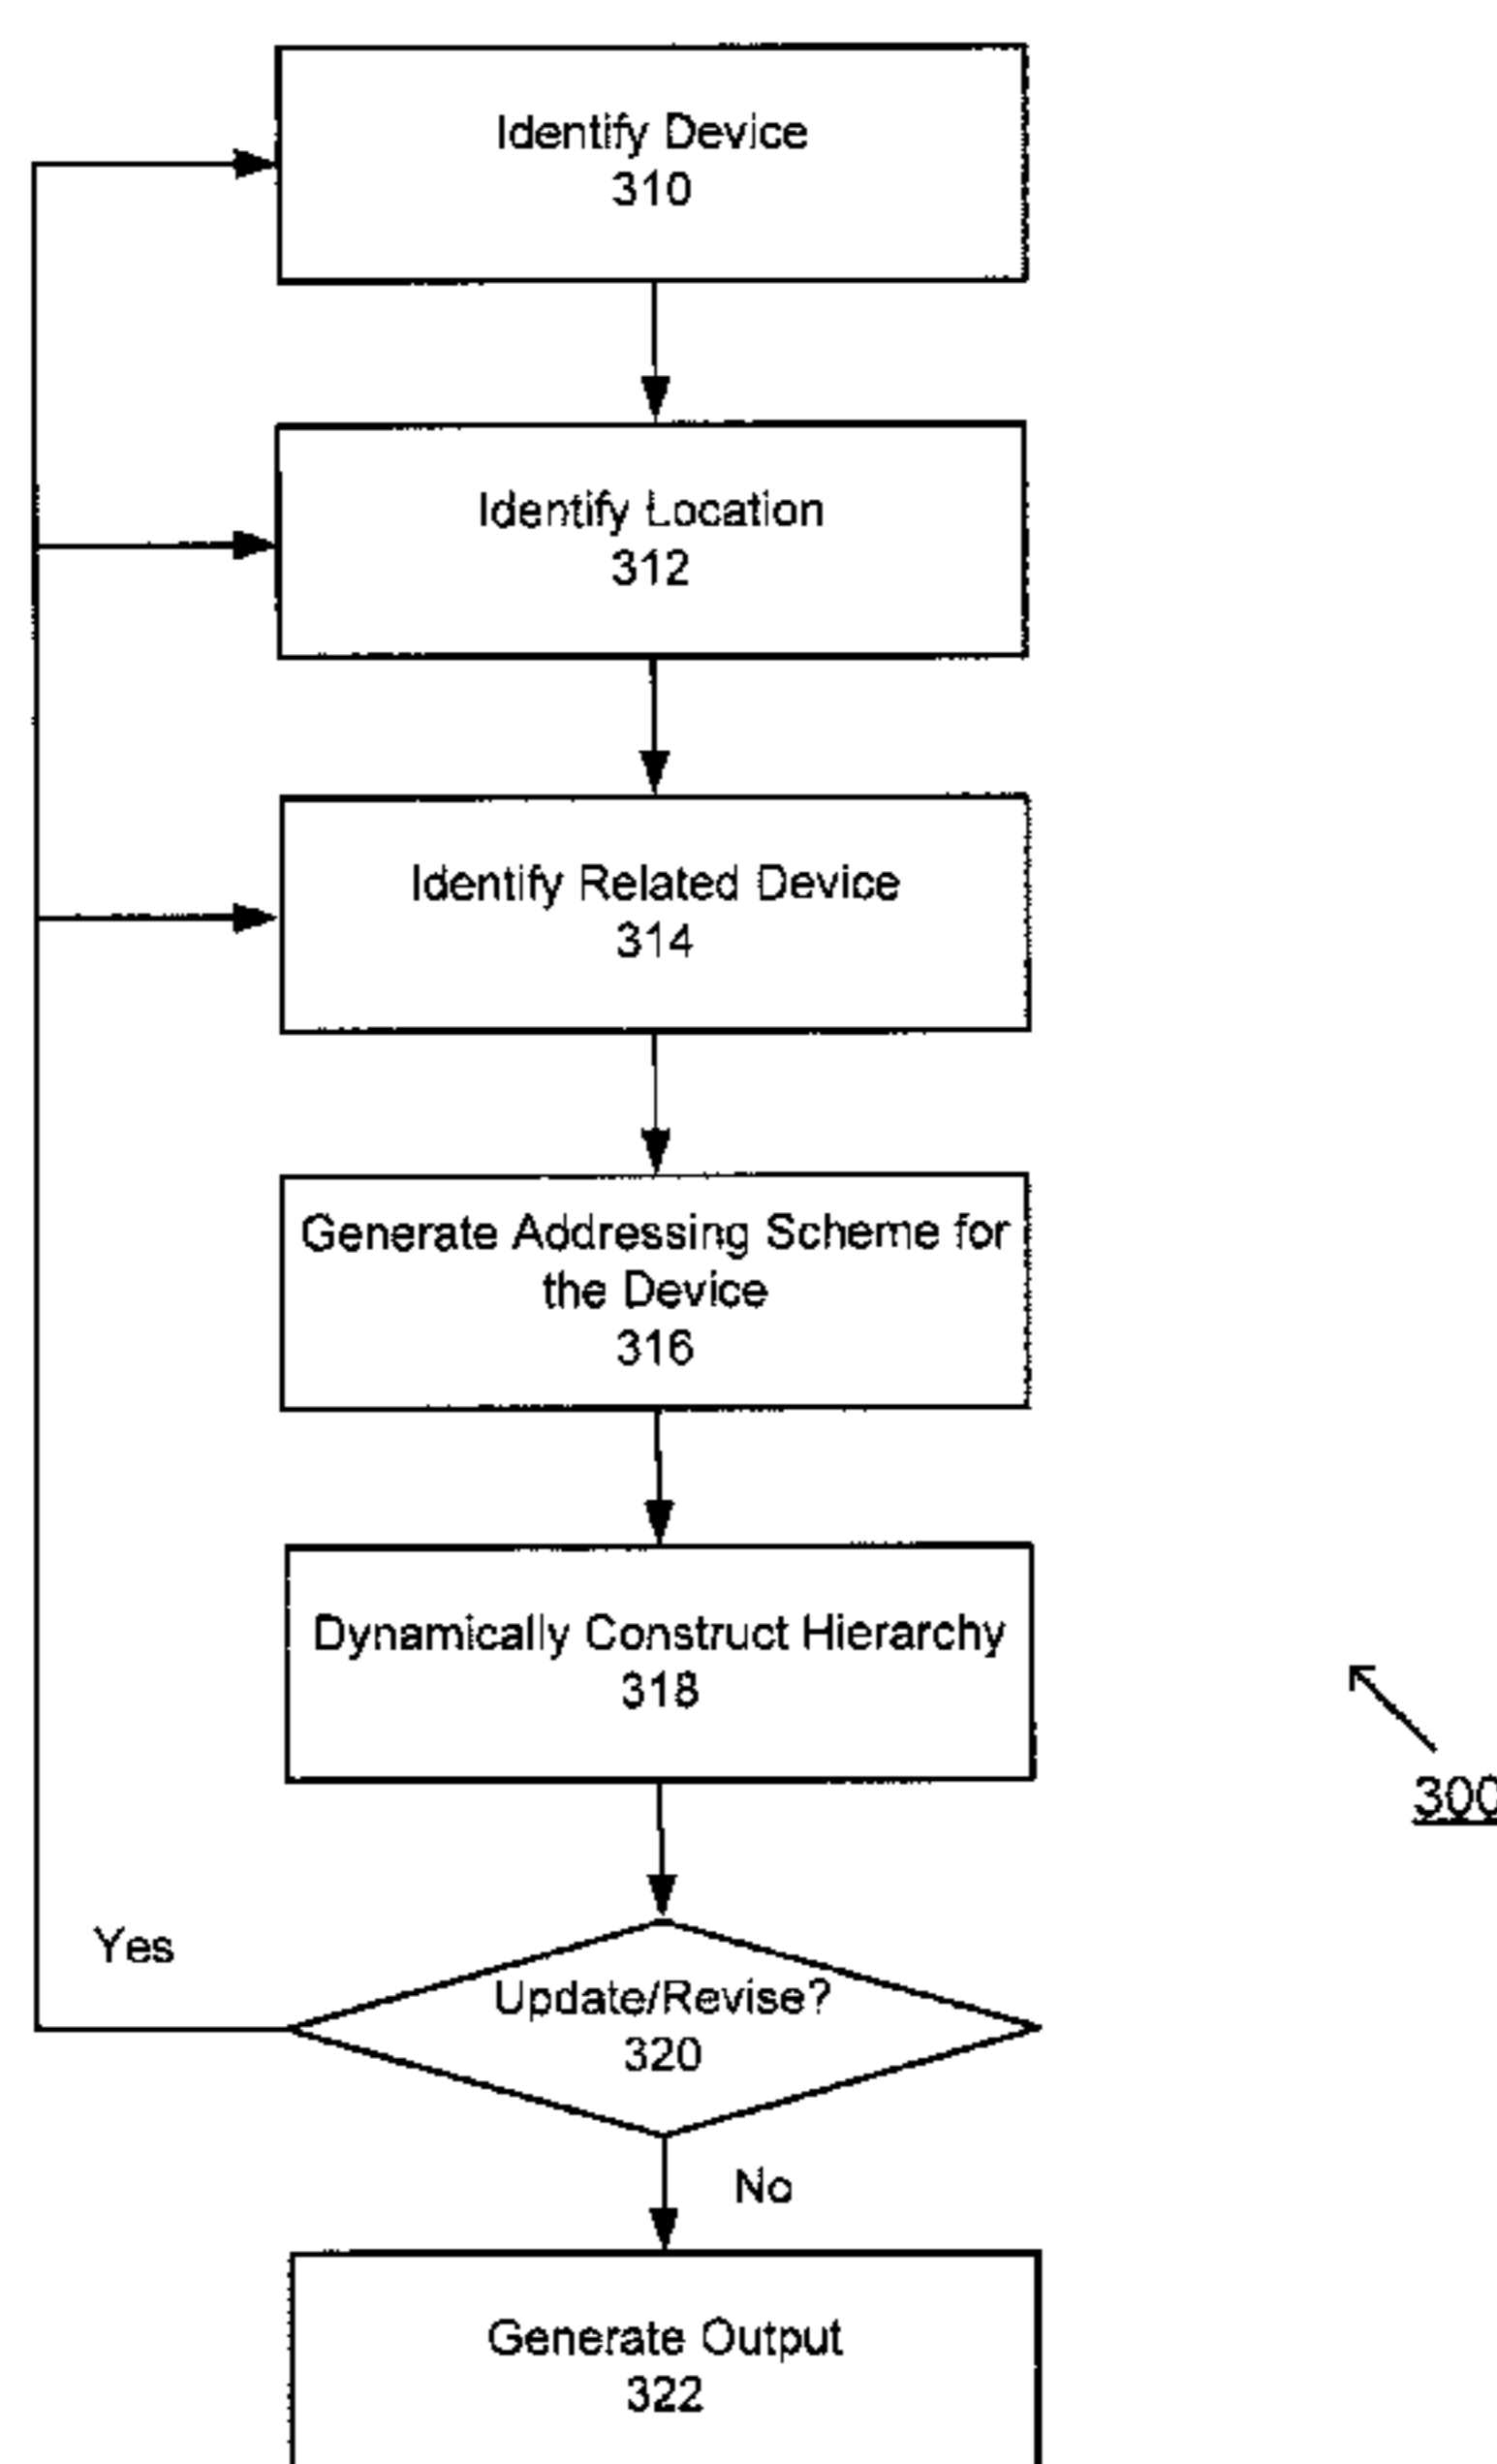 Identify Device
310
Identify Location
312
Identify Related Device
314
Generate Addressing Scheme for
the Device
316
Dynamically Construct Hierarchy
318
300
Yes
Update/Revise?
320
No
Generate Output
322